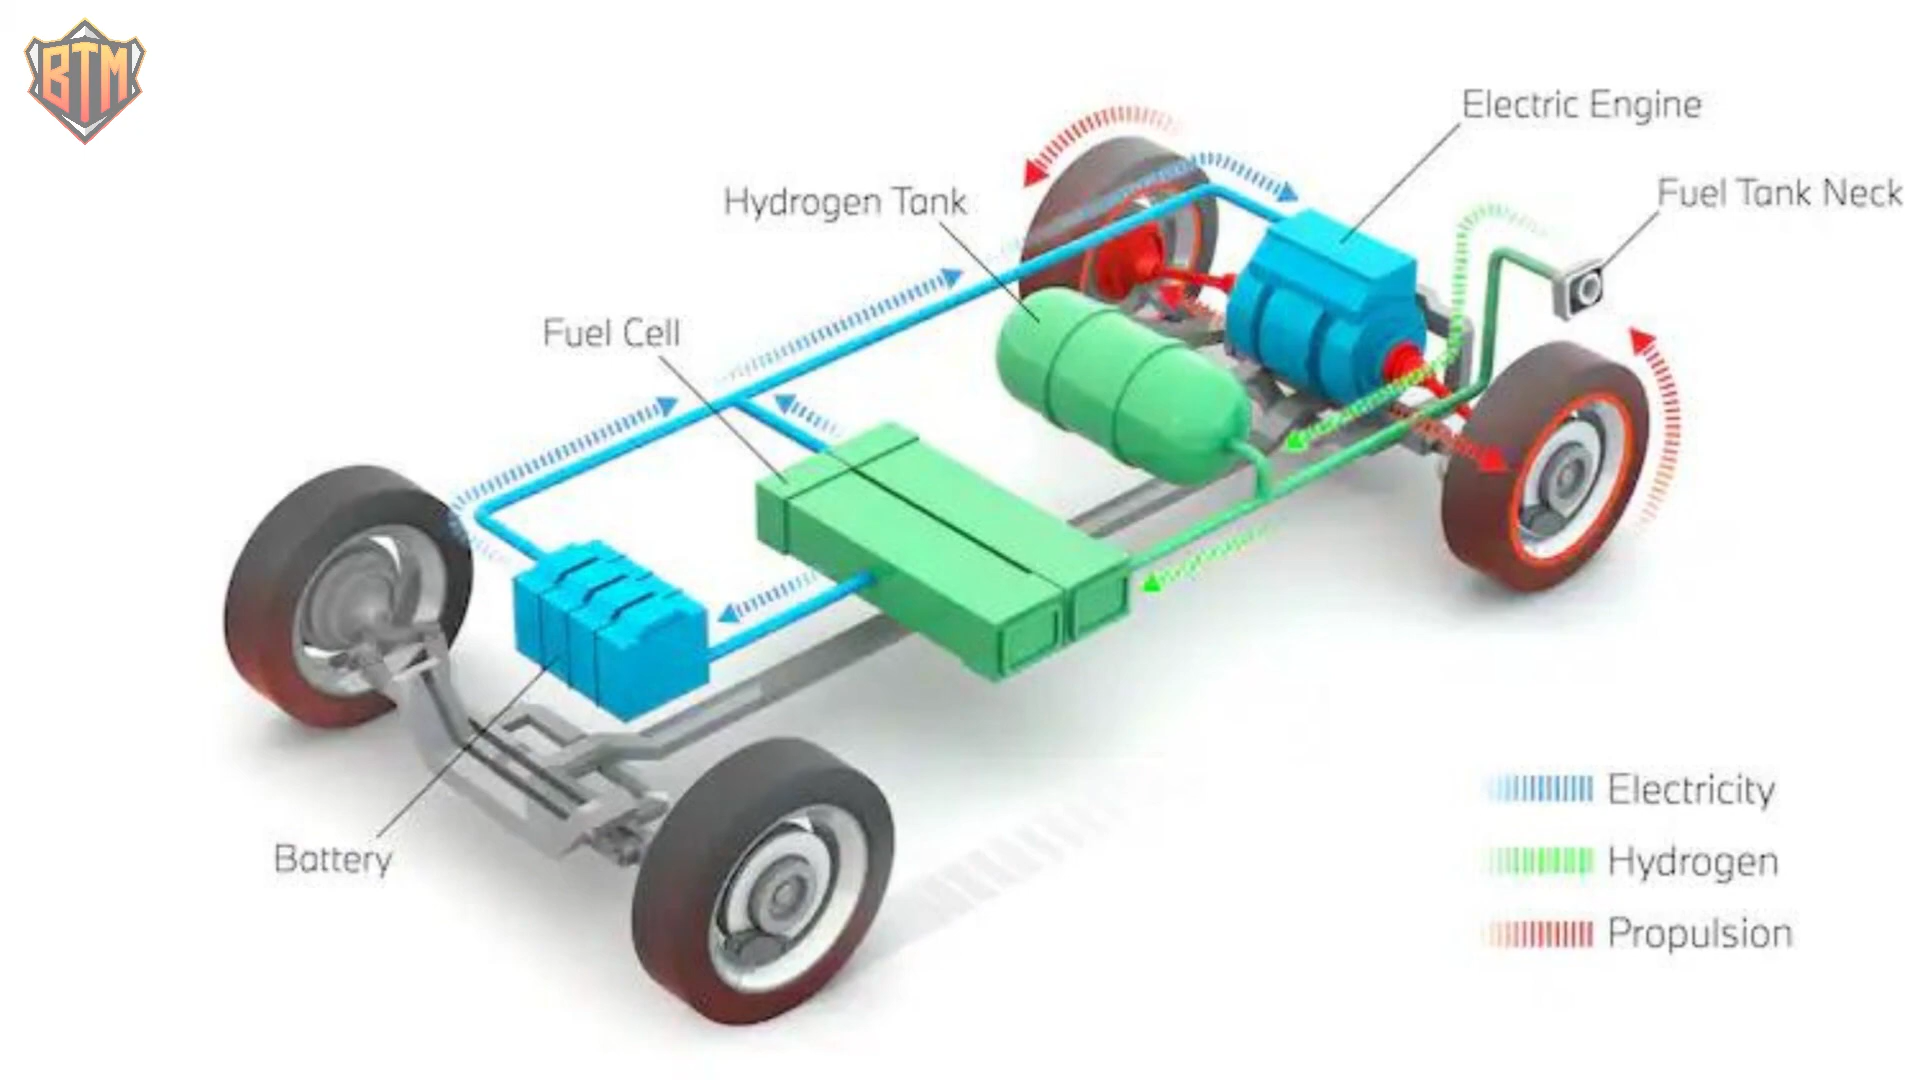 BTM
Electric Engine
Fuel Tank Neck
Hydrogen Tank
Fuel Cell
Battery
Electricity
Hydrogen
Propulsion